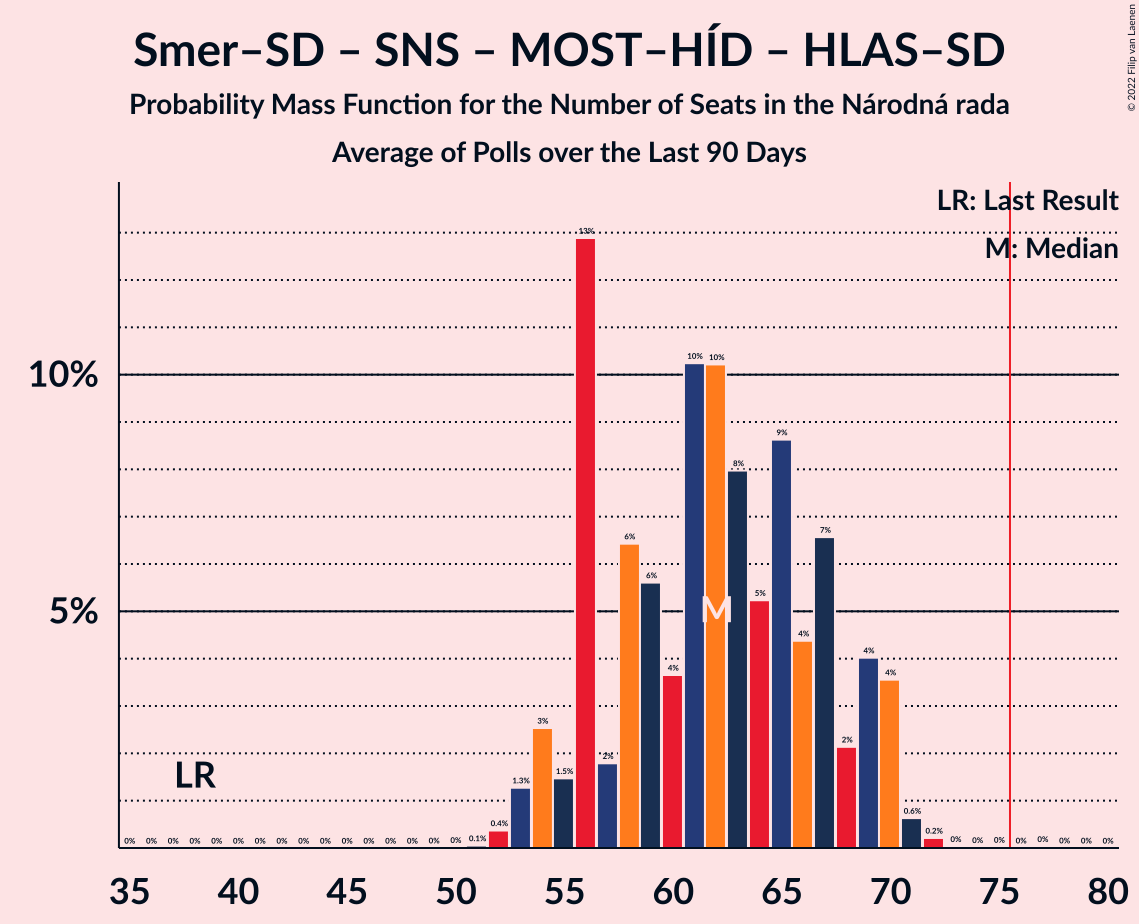 Smer–SD – SNS – MOST–HÍD – HLAS–SD
Probability Mass Function for the Number of Seats in the Národná rada
Average of Polls over the Last 90 Days
© 2022 Filip van Laenen
LR: Last Result
M: Median
10%
5%
LR
M
0% 0% 0% 0% 0% 0% 0% 0% 0% 0% 0% 0% 0% 0% 0% 0% 0.1% 0.4% 1.3% 3% 1.5% 13% 2% 6% 6% 4% 10% 10% 8% 5% 9% 4% 7% 2% 4% 4% 0.6% 0.2% 0% 0% 0% 0% 0% 0% 0% 0%
35 40 45 50 55 60 65 70 75 80